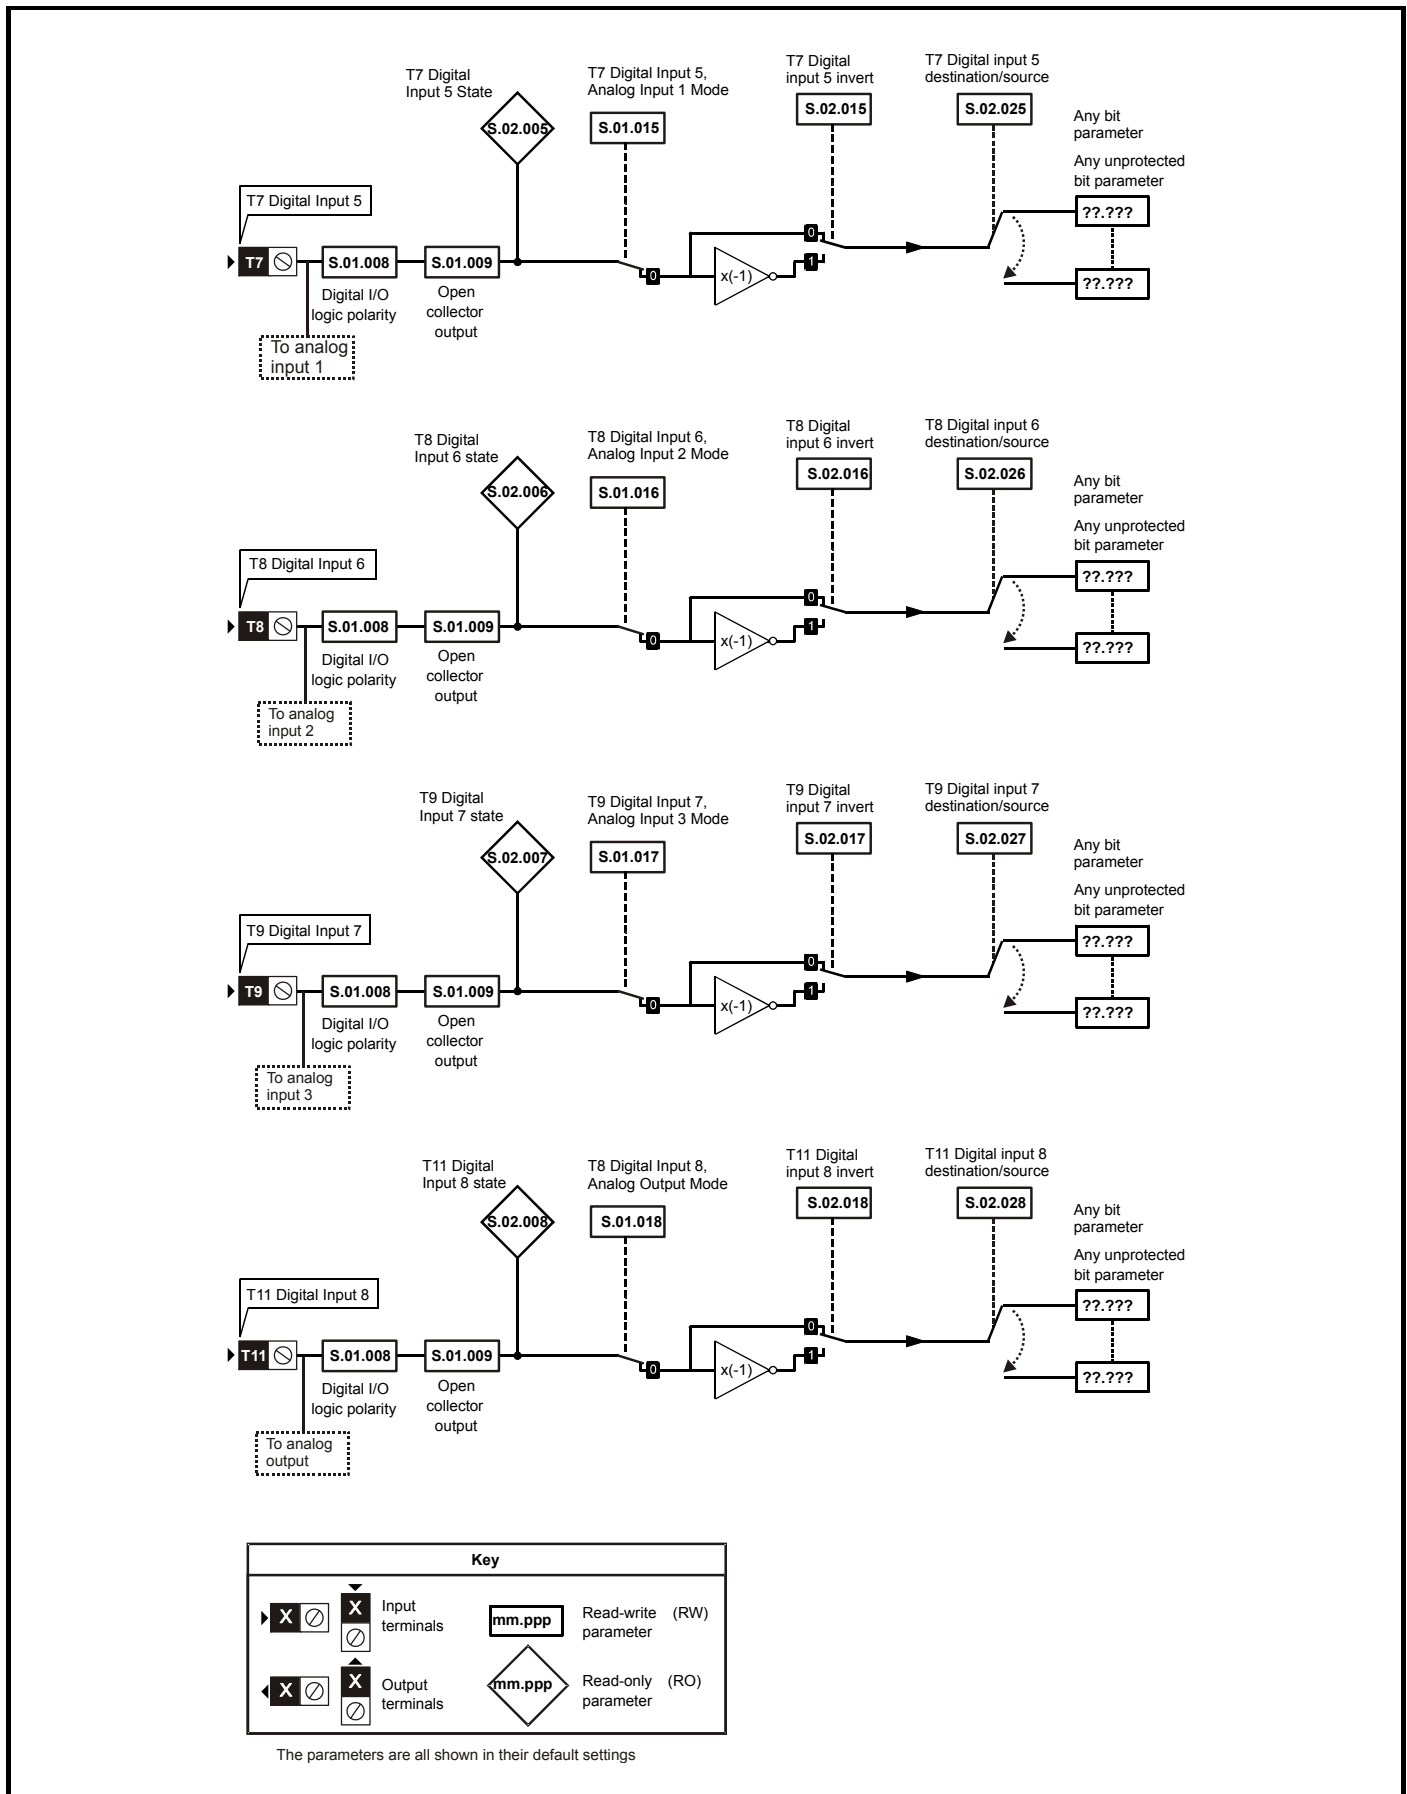 T7 Digital
Input 5 State
T7 Digital Input 5,
Analog Input 1 Mode
T7 Digital
input 5 invert
T7 Digital input 5
destination/source
S.02.005
S.01.015
S.02.015
S.02.025
Any bit
parameter
Any unprotected
bit parameter
T7 Digital Input 5
T7
S.01.008
S.01.009
0
x(-1)
0
1
??.???
??.???
Digital I/O
logic polarity
Open
collector
output
To analog
input 1
T8 Digital
Input 6 state
T8 Digital Input 6,
Analog Input 2 Mode
T8 Digital
input 6 invert
T8 Digital input 6
destination/source
S.02.006
S.01.016
S.02.016
S.02.026
Any bit
parameter
Any unprotected
bit parameter
T8 Digital Input 6
T8
S.01.008
S.01.009
0
x(-1)
0
1
??.???
??.???
Digital I/O
logic polarity
Open
collector
output
To analog
input 2
T9 Digital
Input 7 state
T9 Digital Input 7,
Analog Input 3 Mode
T9 Digital
input 7 invert
T9 Digital input 7
destination/source
S.02.007
S.01.017
S.02.017
S.02.027
Any bit
parameter
Any unprotected
bit parameter
T9 Digital Input 7
T9
S.01.008
S.01.009
0
x(-1)
0
1
??.???
??.???
Digital I/O
logic polarity
Open
collector
output
To analog
input 3
T11 Digital
Input 8 state
T8 Digital Input 8,
Analog Output Mode
T11 Digital
input 8 invert
T11 Digital input 8
destination/source
S.02.008
S.01.018
S.02.018
S.02.028
Any bit
parameter
Any unprotected
bit parameter
T11 Digital Input 8
T11
S.01.008
S.01.009
0
x(-1)
0
1
??.???
??.???
Digital I/O
logic polarity
Open
collector
output
To analog
output
Key
X
X
Input
terminals
mm.ppp
Read-write (RW)
parameter
X
X
Output
terminals
mm.ppp
Read-only (RO)
parameter
The parameters are all shown in their default settings